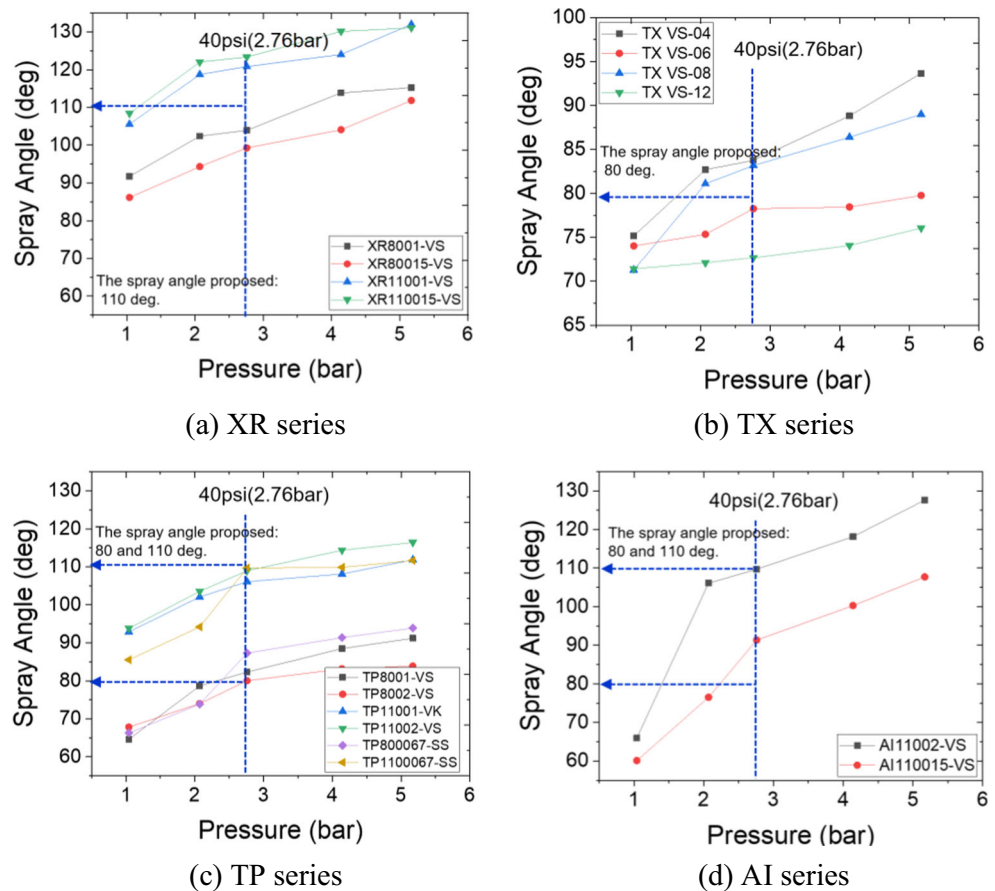 130
120
110
100
90
80
70
60
Spray Angle (deg)
40psi(2.76bar)
The spray angle proposed:
110 deg.
XR8001-VS
XR80015-VS
XR11001-VS
XR110015-VS
1 2 3 4 5 6
Pressure (bar)
(a) XR series
100
95
90
85
80
75
70
65
Spray Angle (deg)
TX VS-04
TX VS-06
TX VS-08
TX VS-12
40psi(2.76bar)
The spray angle proposed:
80 deg.
1 2 3 4 5 6
Pressure (bar)
(b) TX series
130
120
110
100
90
80
70
60
Spray Angle (deg)
40psi(2.76bar)
The spray angle proposed:
80 and 110 deg.
TP8001-VS
TP8002-VS
TP11001-VK
TP11002-VS
TP800067-SS
TP1100067-SS
1 2 3 4 5 6
Pressure (bar)
(c) TP series
130
120
110
100
90
80
70
60
Spray Angle (deg)
40psi(2.76bar)
The spray angle proposed:
80 and 110 deg.
AI11002-VS
AI110015-VS
1 2 3 4 5 6
Pressure (bar)
(d) AI series